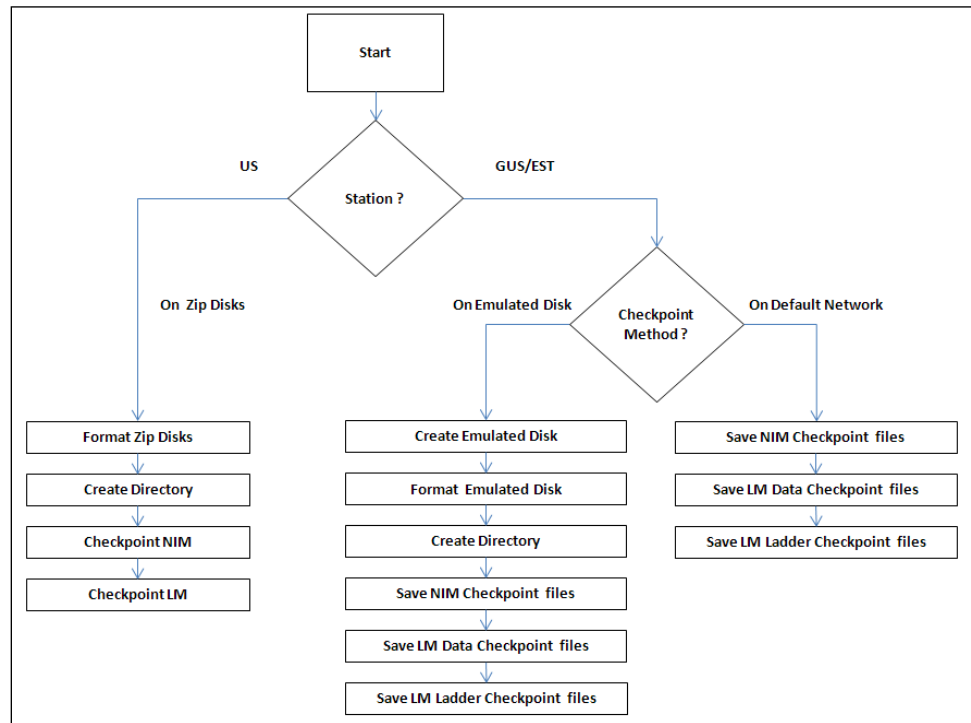 Start
US
GUS/EST
Station ?
On Zip Disks
On Emulated Disk
Checkpoint
Method ?
On Default Network
Format Zip Disks
Create Directory
Checkpoint NIM
Checkpoint LM
Create Emulated Disk
Format Emulated Disk
Create Directory
Save NIM Checkpoint files
Save LM Data Checkpoint files
Save LM Ladder Checkpoint files
Save NIM Checkpoint files
Save LM Data Checkpoint files
Save LM Ladder Checkpoint files